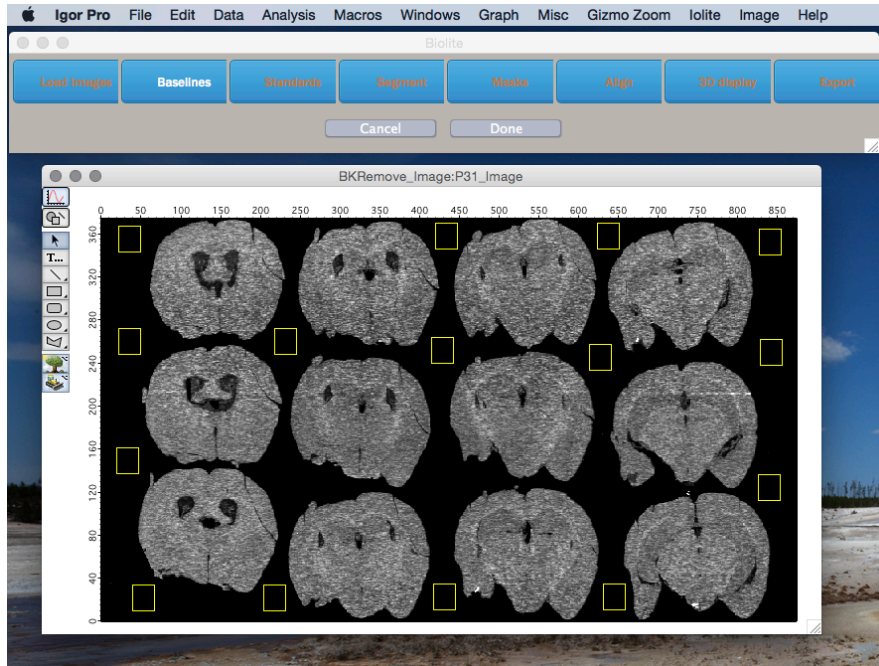 Igor Pro File Edit Data Analysis Macros Windows Graph Misc Gizmo Zoom Iolite Image Help
Biolite
Load Images Baselines Standards Segment Masks Align 3D display Export
Cancel Done
BKRemove_Image:P31_Image
0 50 100 150 200 250 300 350 400 450 500 550 600 650 700 750 800 850
T...
360
320
280
240
200
160
120
80
40
0